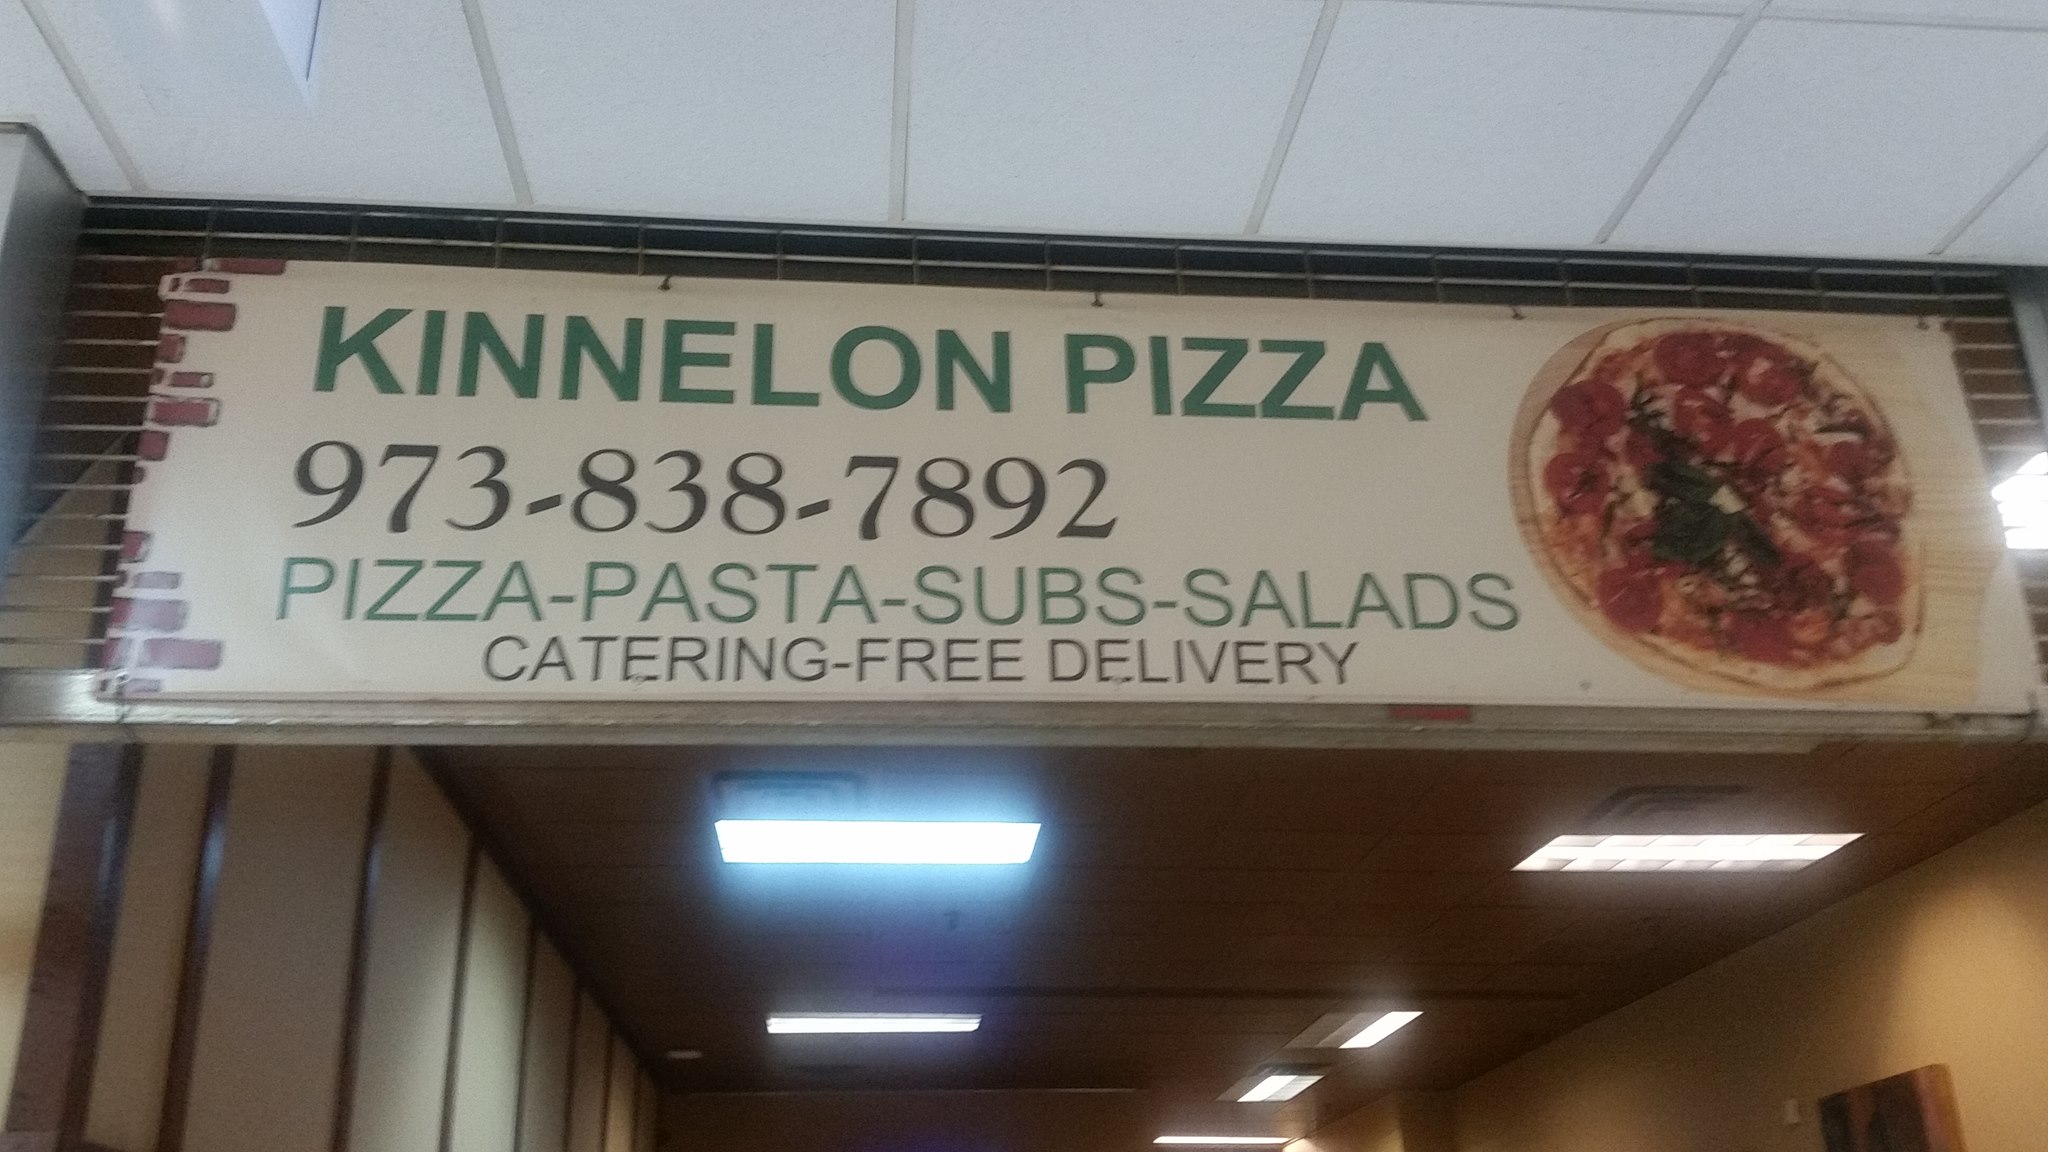 KINNELON PIZZA
973-838-7892
PIZZA-PASTA-SUBS-SALADS
CATERING-FREE DELIVERY